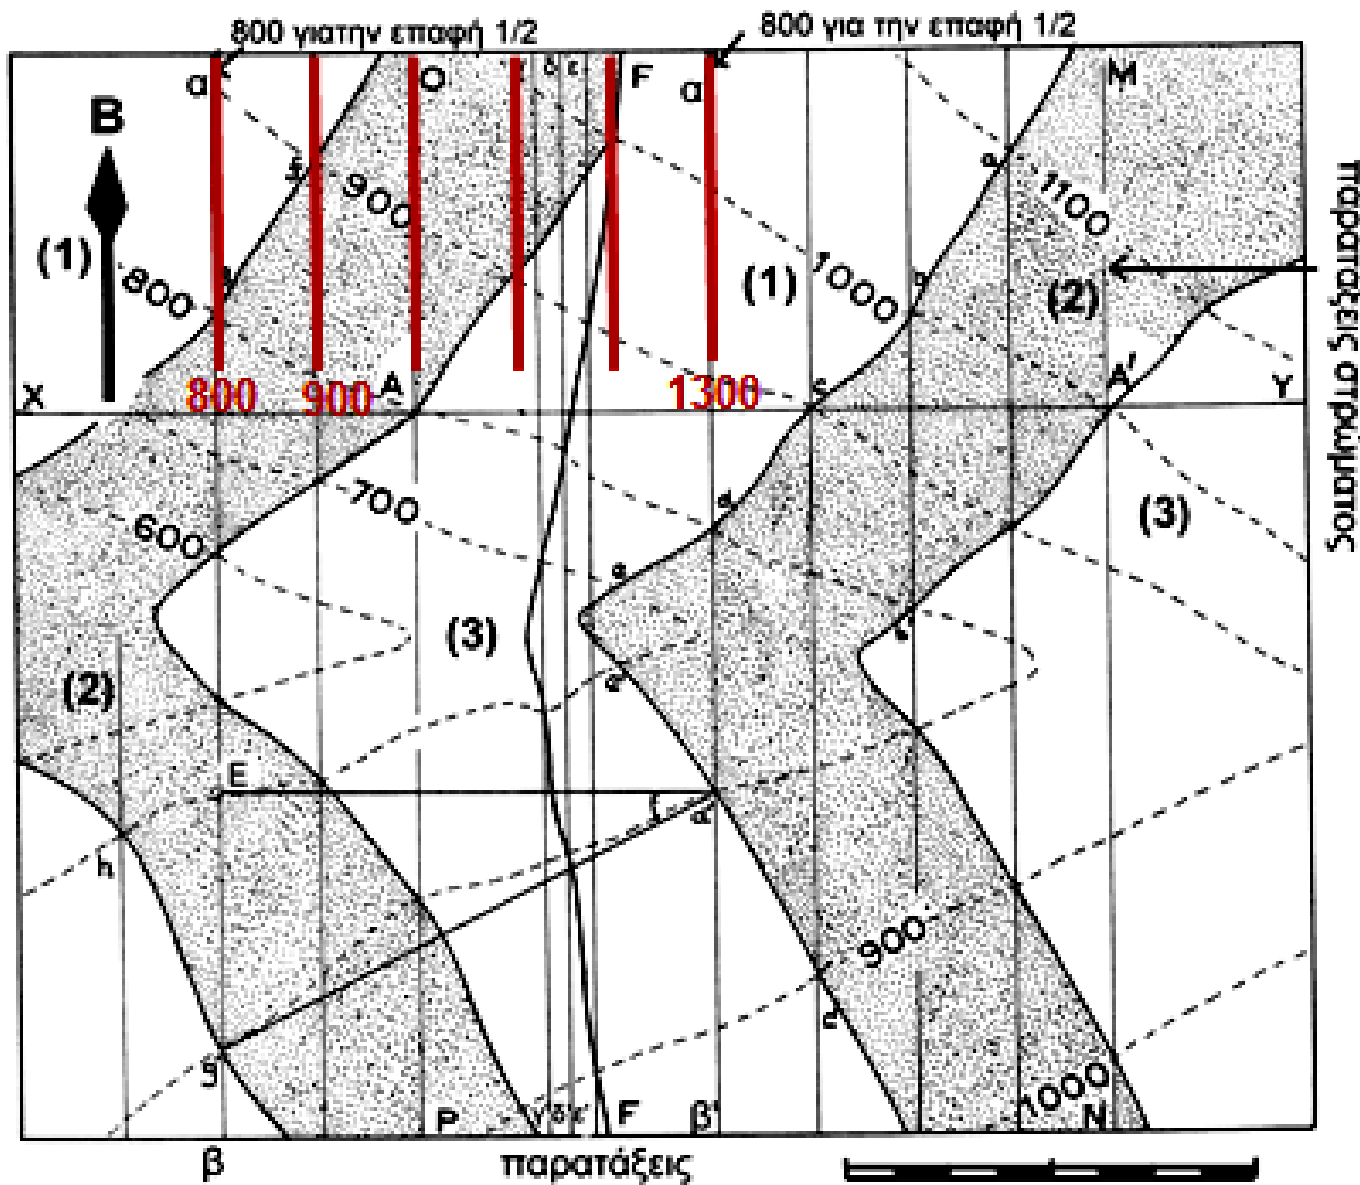 800 γιατην επαφή 1/2
800 για την επαφή 1/2
α
O
δ
ε
F
α
M
B
900
1100
(1)
800
(1)
1000
(2)
παρατάξεις στρώματος
X
800
900
A
1300
A'
Y
700
600
(3)
(3)
(2)
E
h
g
900
1000
P
γ'
δ'
ε'
F
β'
N
β
παρατάξεις